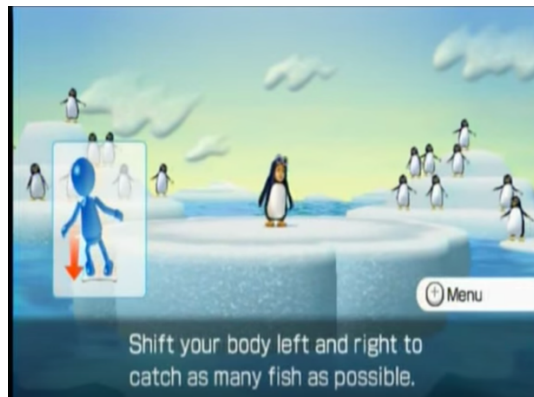 Menu
Shift your body left and right to
catch as many fish as possible.